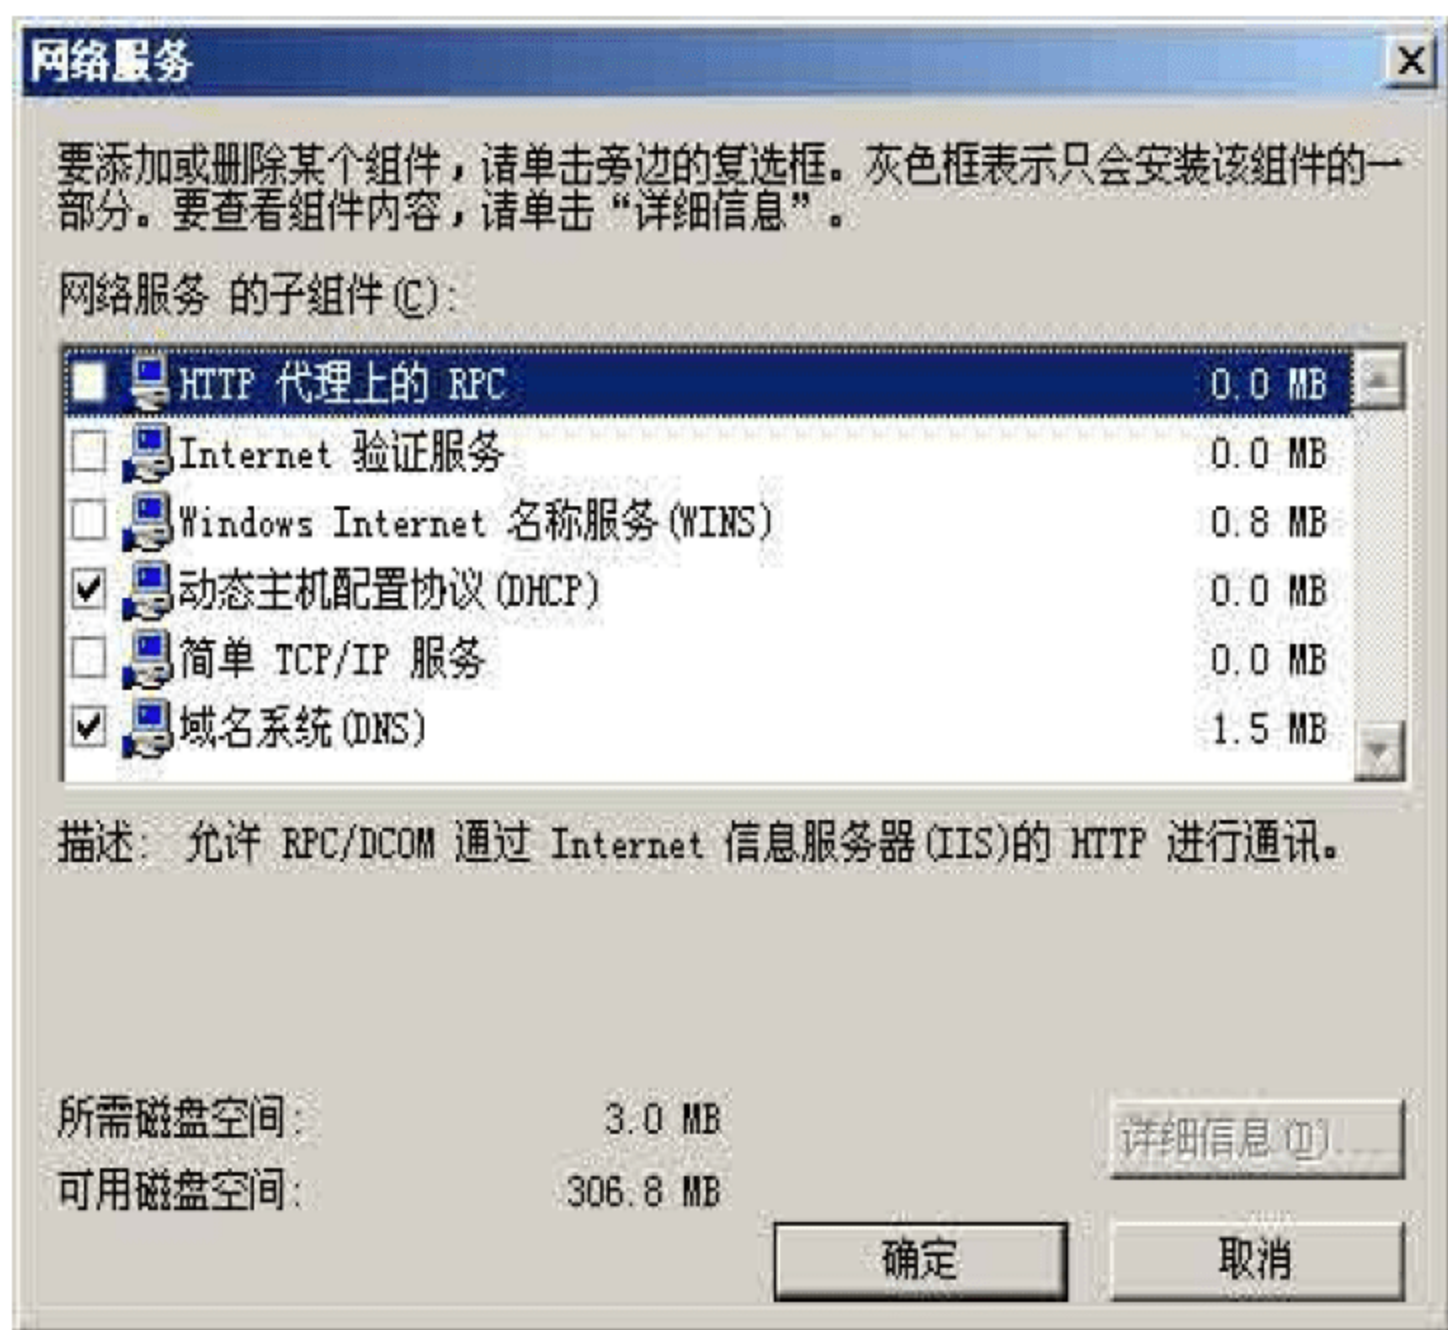 网络服务
要添加或删除某个组件，请单击旁边的复选框。灰色框表示只会安装该组件的一
部分。要查看组件内容，请单击“详细信息”。
网络服务 的子组件(C):
HTTP 代理上的 RPC 0.0 MB
Internet 验证服务 0.0 MB
Windows Internet 名称服务(WINS) 0.8 MB
动态主机配置协议(DHCP) 0.0 MB
简单 TCP/IP 服务 0.0 MB
域名系统(DNS) 1.5 MB
描述: 允许 RPC/DCOM 通过 Internet 信息服务器(IIS)的 HTTP 进行通讯。
所需磁盘空间: 3.0 MB
详细信息(D)...
可用磁盘空间: 306.8 MB
确定 取消